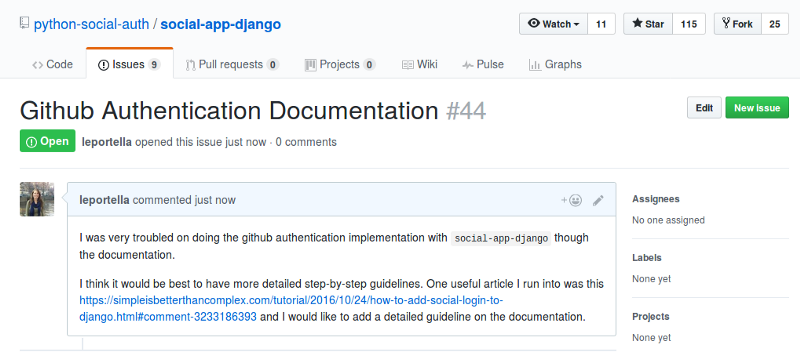 python-social-auth / social-app-django
Watch 11 Star 115 Fork 25
Code Issues 9 Pull requests 0 Projects 0 Wiki Pulse Graphs
Github Authentication Documentation #44
Edit New Issue
Open leportella opened this issue just now · 0 comments
leportella commented just now
I was very troubled on doing the github authentication implementation with social-app-django though
the documentation.
I think it would be best to have more detailed step-by-step guidelines. One useful article I run into was this
https://simpleisbetterthancomplex.com/tutorial/2016/10/24/how-to-add-social-login-to-
django.html#comment-3233186393 and I would like to add a detailed guideline on the documentation.
Assignees
No one assigned
Labels
None yet
Projects
None yet